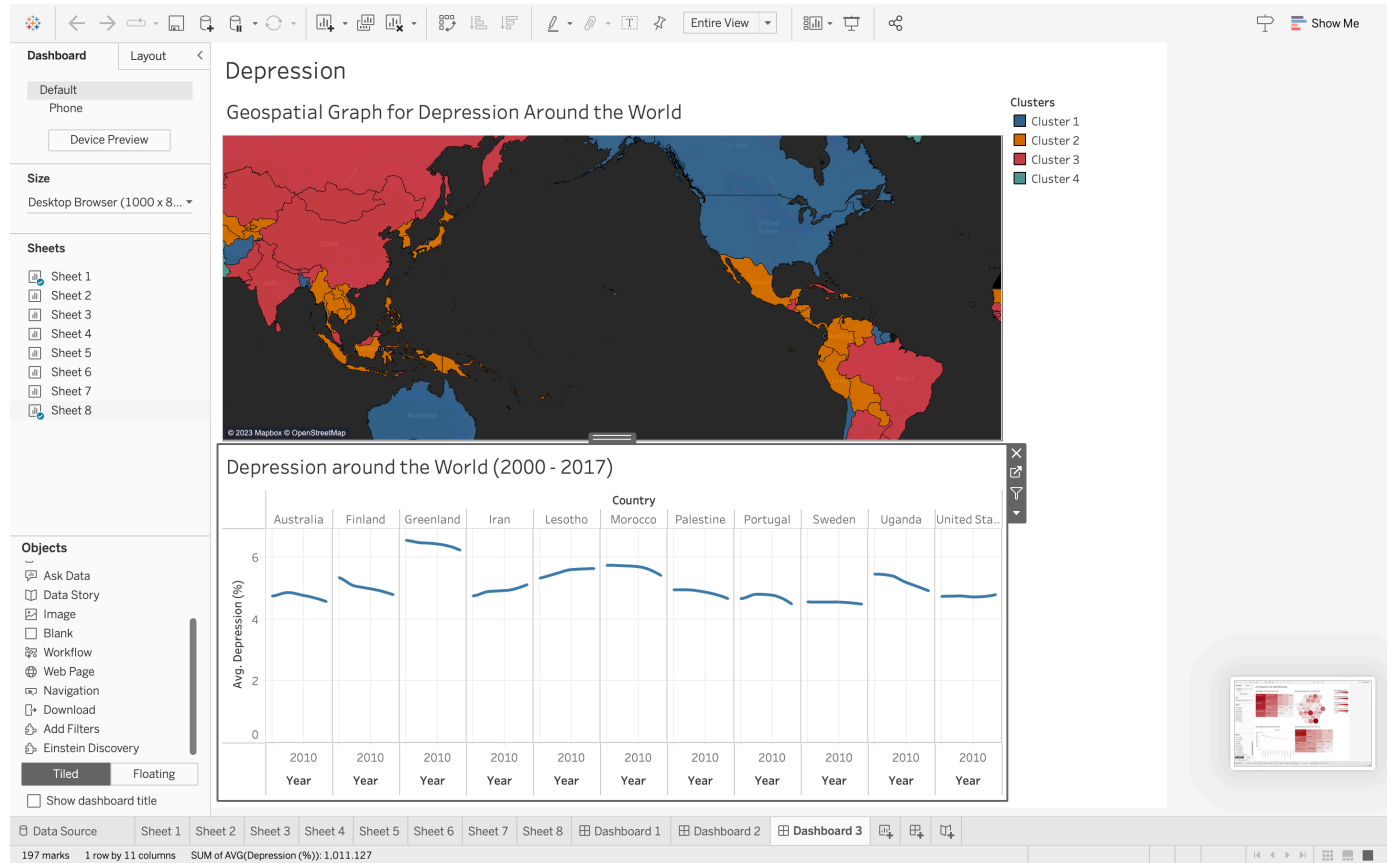 Entire View
Show Me
Dashboard
Layout
Default
Phone
Device Preview
Size
Desktop Browser (1000 x 8...
Sheets
Sheet 1
Sheet 2
Sheet 3
Sheet 4
Sheet 5
Sheet 6
Sheet 7
Sheet 8
Objects
Ask Data
Data Story
Image
Blank
Workflow
Web Page
Navigation
Download
Add Filters
Einstein Discovery
Tiled Floating
Show dashboard title
Depression
Geospatial Graph for Depression Around the World
Canada
United
States
China
India
Brazil
Australia
© 2023 Mapbox © OpenStreetMap
Clusters
Cluster 1
Cluster 2
Cluster 3
Cluster 4
Depression around the World (2000 - 2017)
Country
Australia Finland Greenland Iran Lesotho Morocco Palestine Portugal Sweden Uganda United Sta..
Avg. Depression (%)
6
4
2
0
2010 2010 2010 2010 2010 2010 2010 2010 2010 2010 2010
Year Year Year Year Year Year Year Year Year Year Year
Data Source Sheet 1 Sheet 2 Sheet 3 Sheet 4 Sheet 5 Sheet 6 Sheet 7 Sheet 8 Dashboard 1 Dashboard 2 Dashboard 3
197 marks 1 row by 11 columns SUM of AVG(Depression (%)): 1,011.127